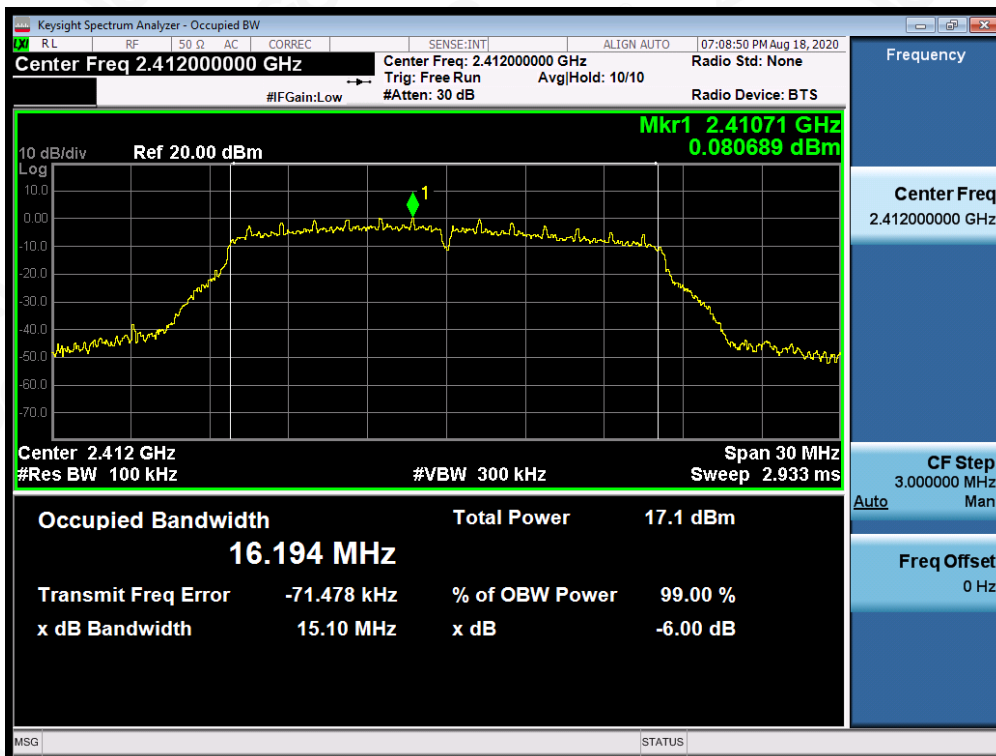 Keysight Spectrum Analyzer - Occupied BW
LXI RL RF 50 Ω AC CORREC SENSE:INT ALIGN AUTO 07:08:50 PM Aug 18, 2020
Center Freq 2.412000000 GHz
#IFGain:Low
Center Freq: 2.412000000 GHz
Trig: Free Run Avg|Hold: 10/10
#Atten: 30 dB
Radio Std: None
Radio Device: BTS
Mkr1 2.41071 GHz
0.080689 dBm
10 dB/div Ref 20.00 dBm
Log
10.0
0.00
-10.0
-20.0
-30.0
-40.0
-50.0
-60.0
-70.0
1
Center 2.412 GHz Span 30 MHz
#Res BW 100 kHz #VBW 300 kHz Sweep 2.933 ms
Occupied Bandwidth Total Power 17.1 dBm
16.194 MHz
Transmit Freq Error -71.478 kHz % of OBW Power 99.00 %
x dB Bandwidth 15.10 MHz x dB -6.00 dB
Frequency
Center Freq
2.412000000 GHz
CF Step
3.000000 MHz
Auto Man
Freq Offset
0 Hz
MSG STATUS